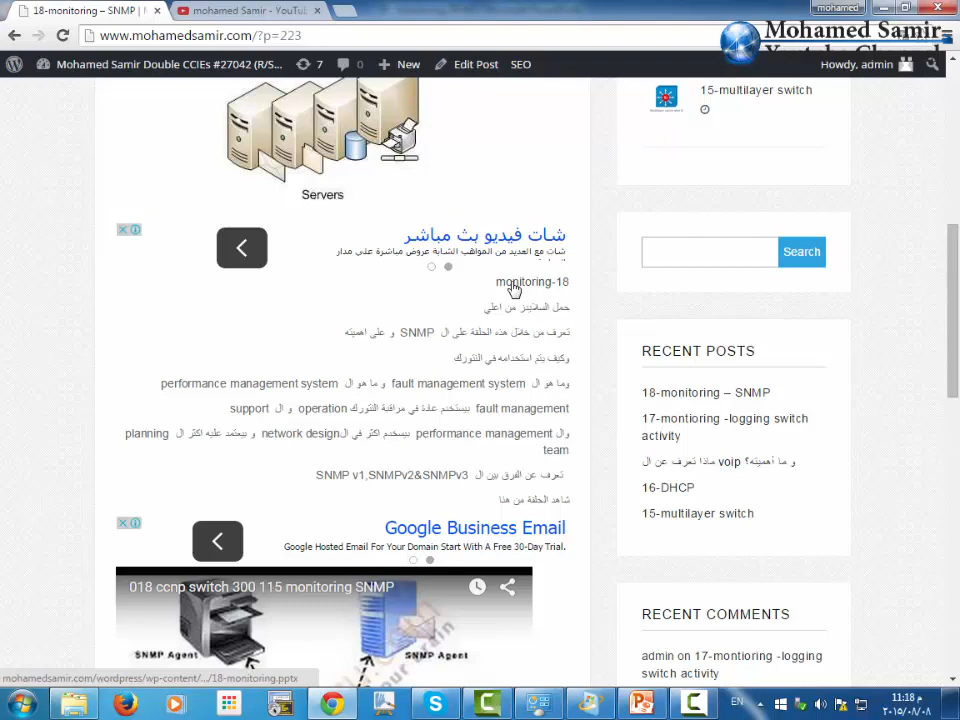 18-monitoring – SNMP |
mohamed Samir - YouTu
mohamed
www.mohamedsamir.com/?p=223
Mohamed Samir
Youtube Channel
Mohamed Samir Double CCIEs #27042 (R/S...
7
0
New
Edit Post
SEO
Howdy, admin
Servers
شات فيديو بث مباشر
شات مع العديد من المواهب الشابة عروض مباشرة على مدار
monitoring-18
حمل السلايدز من اعلي
تعرف من خلال هذه الحلقة على ال SNMP و على اهميته
وكيف يتم استخدامه في النتورك
وما هو ال fault management system و ما هو ال performance management system
fault management بيستخدم عادة في مراقبة النتورك operation و ال support
وال performance management بيسخدم اكثر في ال network design و بيعتمد عليه اكثر ال planning
team
تعرف عن الفرق بين ال SNMP v1,SNMPv2&SNMPv3
شاهد الحلقة من هنا
Google Business Email
Google Hosted Email For Your Domain Start With A Free 30-Day Trial.
018 ccnp switch 300 115 monitoring SNMP
SNMP Agent
SNMP Agent
15-multilayer switch
Search
RECENT POSTS
18-monitoring – SNMP
17-montioring -logging switch
activity
ماذا تعرف عن ال voip و ما أهميته؟
16-DHCP
15-multilayer switch
RECENT COMMENTS
admin on 17-montioring -logging
switch activity
mohamedsamir.com/wordpress/wp-content/.../18-monitoring.pptx
EN
11:18 م
٢٠١٥/٠٨/٠٨